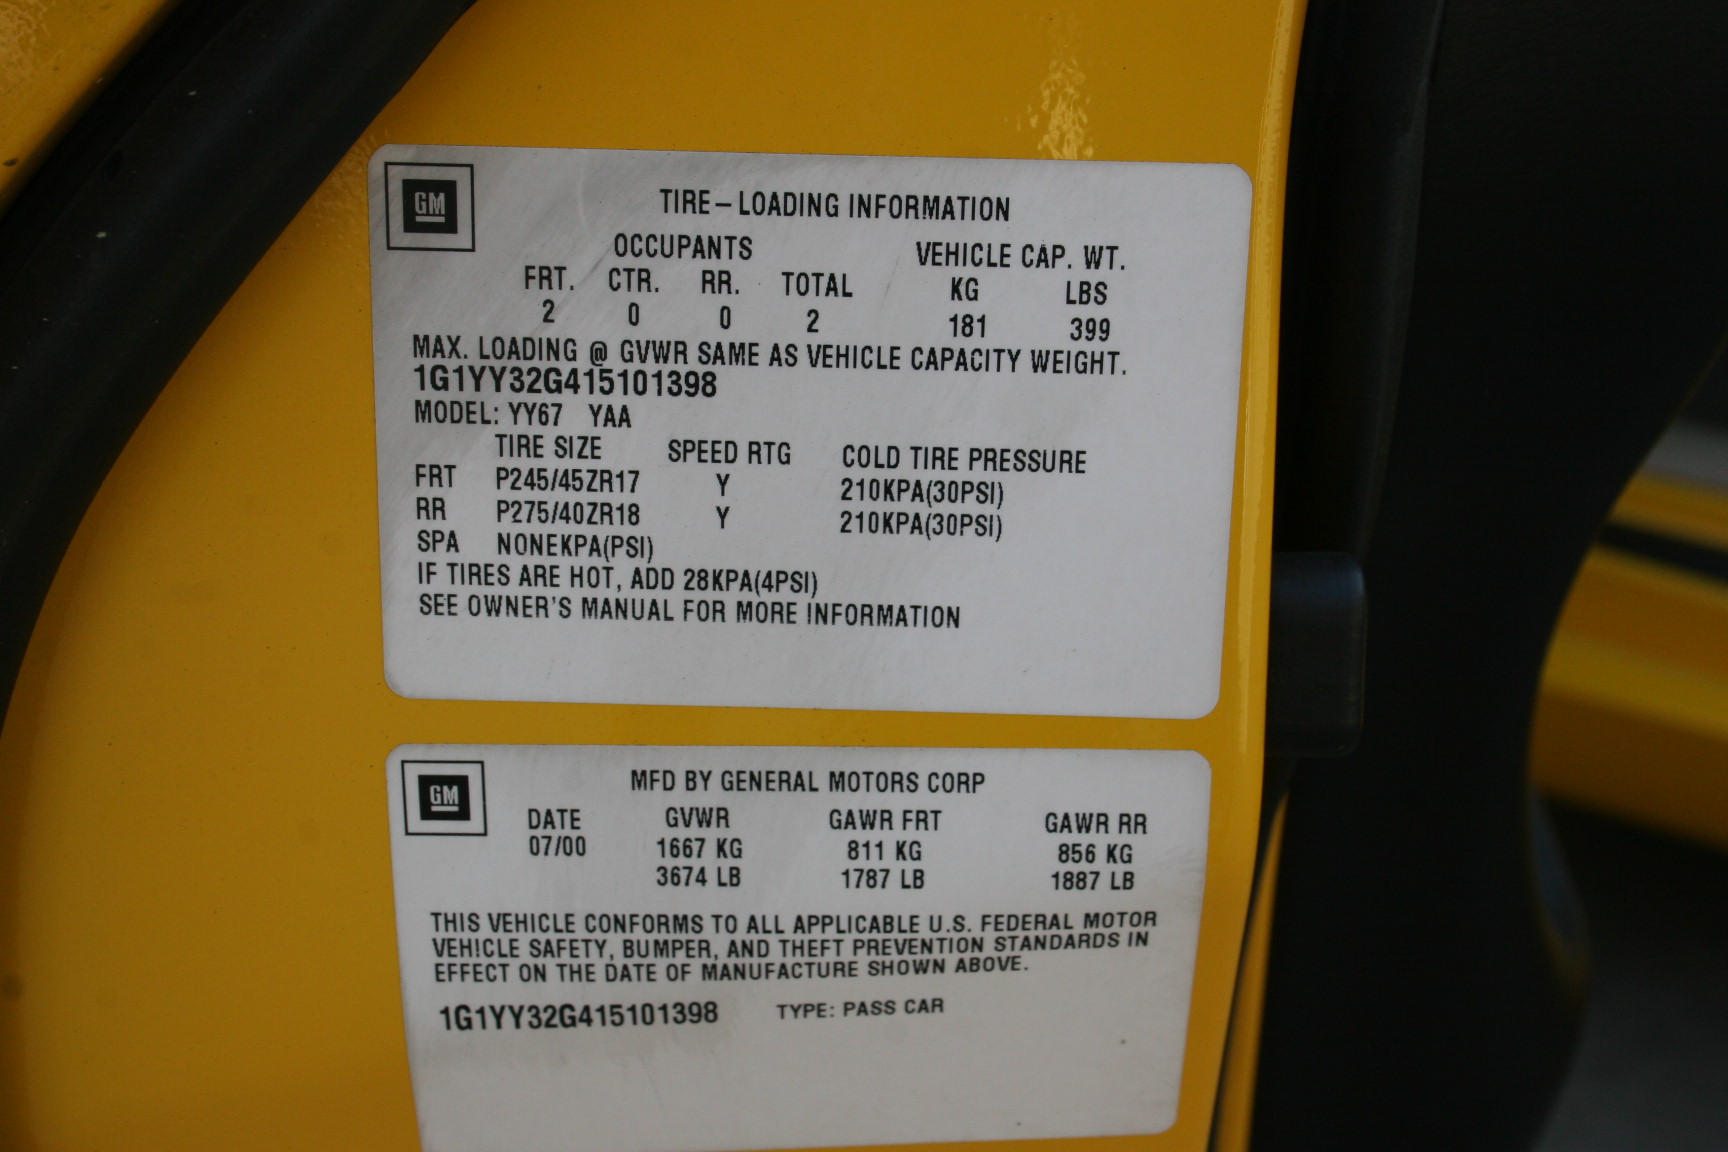 GM
TIRE-LOADING INFORMATION
OCCUPANTS VEHICLE CAP. WT.
FRT. CTR. RR. TOTAL KG LBS
2 0 0 2 181 399
MAX. LOADING @ GVWR SAME AS VEHICLE CAPACITY WEIGHT.
1G1YY32G415101398
MODEL: YY67 YAA
TIRE SIZE SPEED RTG COLD TIRE PRESSURE
FRT P245/45ZR17 Y 210KPA(30PSI)
RR P275/40ZR18 Y 210KPA(30PSI)
SPA NONEKPA(PSI)
IF TIRES ARE HOT, ADD 28KPA(4PSI)
SEE OWNER'S MANUAL FOR MORE INFORMATION
GM
MFD BY GENERAL MOTORS CORP
DATE GVWR GAWR FRT GAWR RR
07/00 1667 KG 811 KG 856 KG
3674 LB 1787 LB 1887 LB
THIS VEHICLE CONFORMS TO ALL APPLICABLE U.S. FEDERAL MOTOR
VEHICLE SAFETY, BUMPER, AND THEFT PREVENTION STANDARDS IN
EFFECT ON THE DATE OF MANUFACTURE SHOWN ABOVE.
1G1YY32G415101398 TYPE: PASS CAR